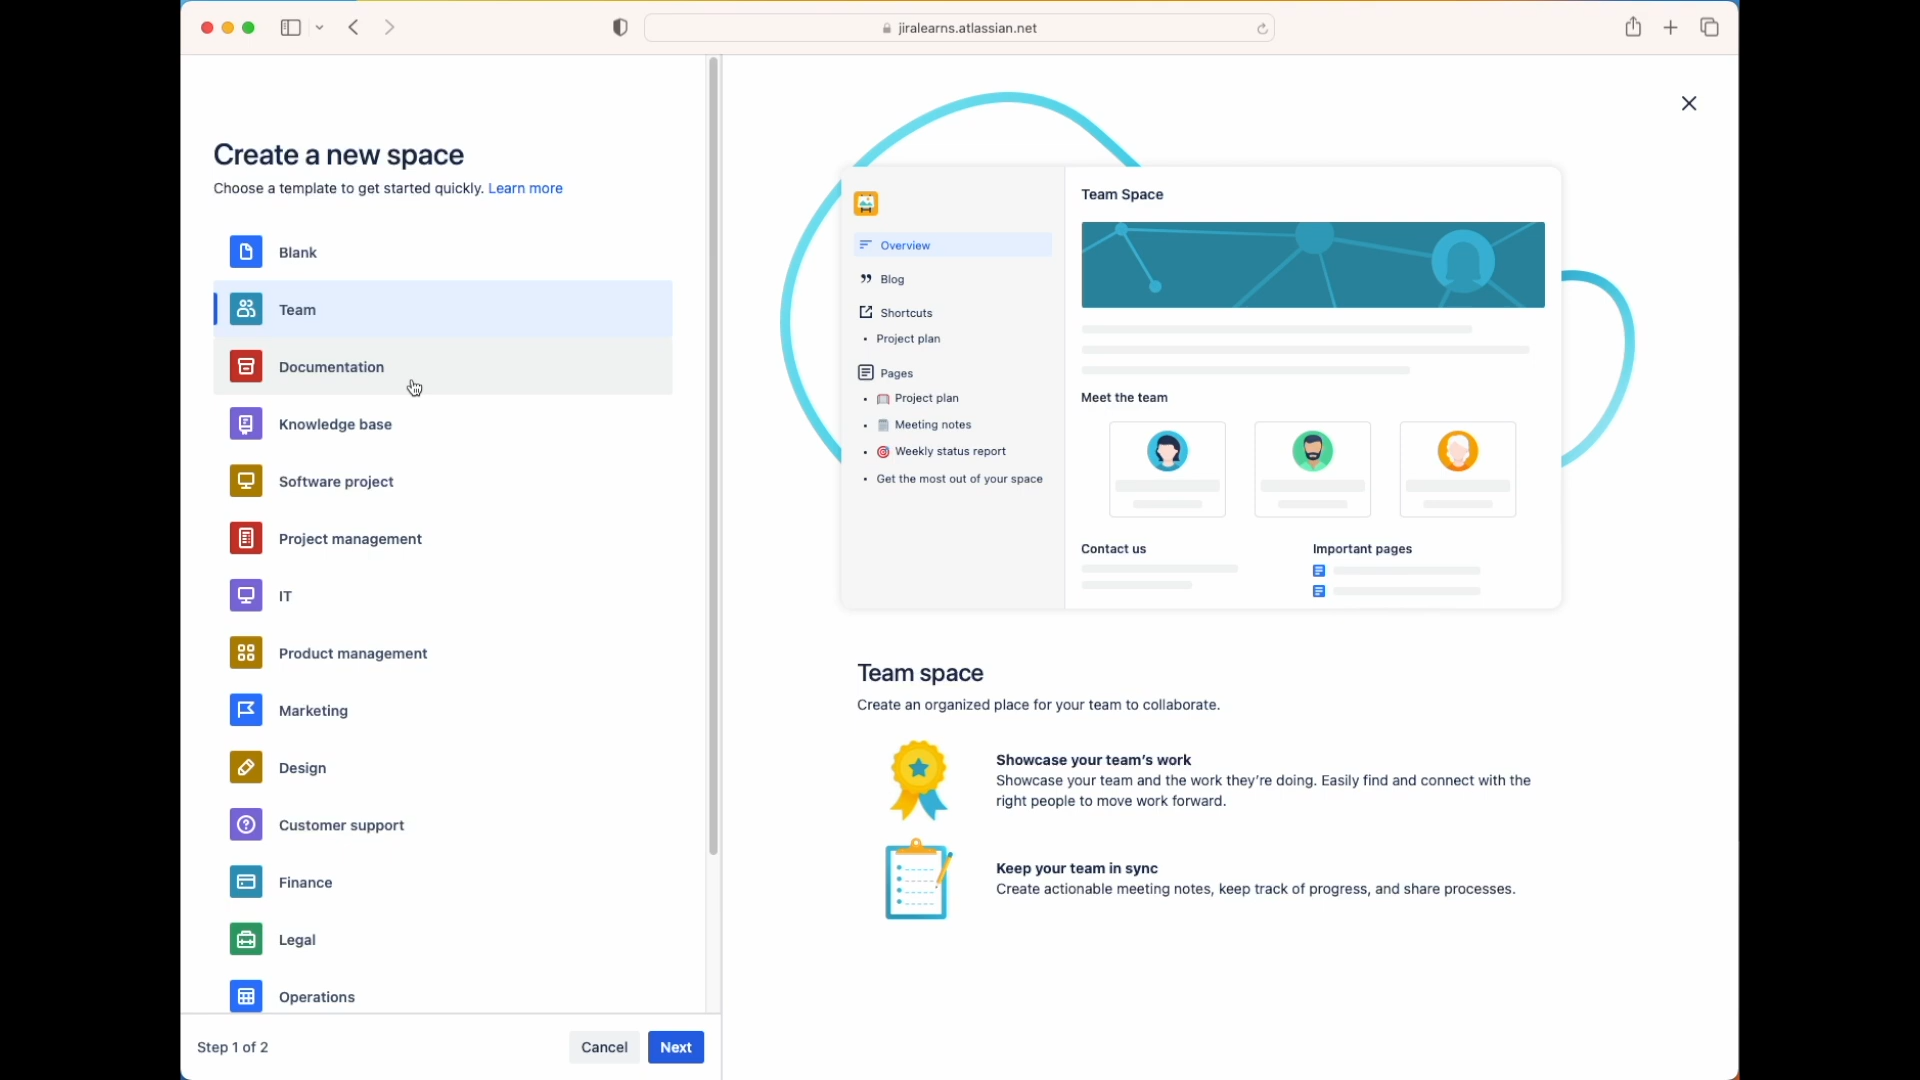 jiralearns.atlassian.net
Create a new space
Choose a template to get started quickly. Learn more
Blank
Team
Documentation
Knowledge base
Software project
Project management
IT
Product management
Marketing
Design
Customer support
Finance
Legal
Operations
Step 1 of 2
Cancel
Next
Team Space
Overview
Blog
Shortcuts
• Project plan
Pages
• Project plan
• Meeting notes
• Weekly status report
• Get the most out of your space
Meet the team
Contact us
Important pages
Team space
Create an organized place for your team to collaborate.
Showcase your team's work
Showcase your team and the work they're doing. Easily find and connect with the
right people to move work forward.
Keep your team in sync
Create actionable meeting notes, keep track of progress, and share processes.